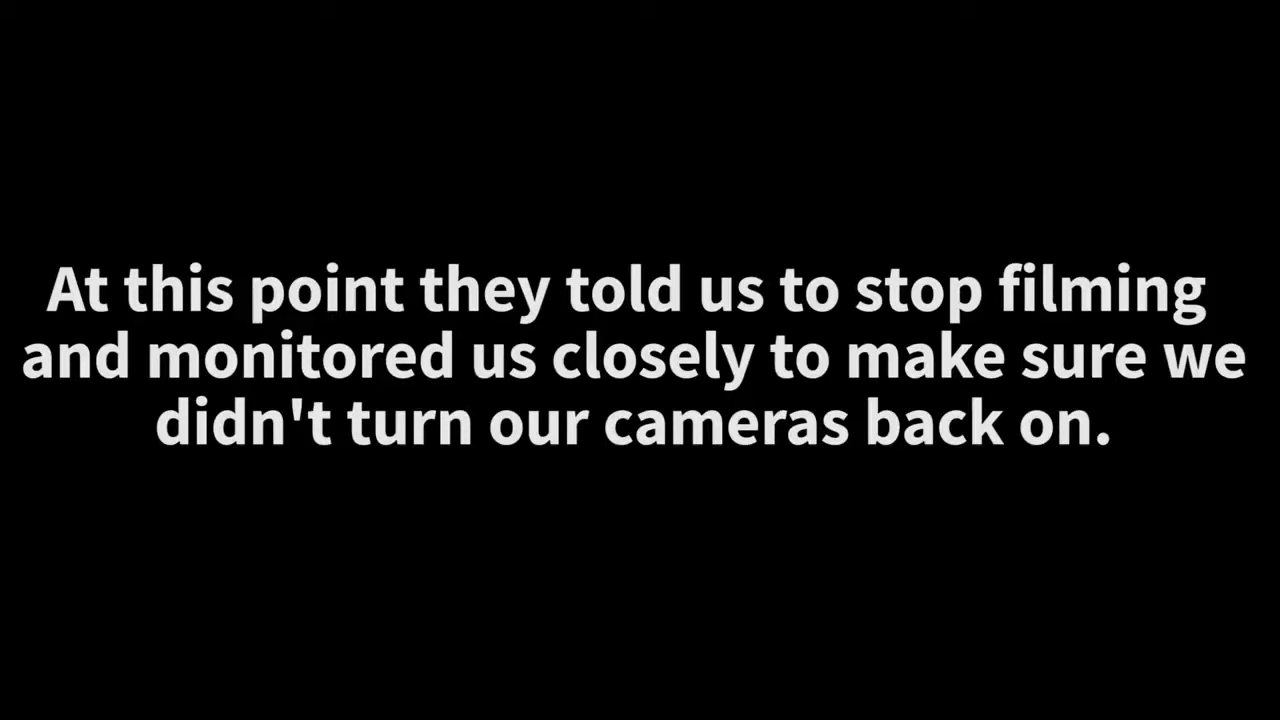 At this point they told us to stop filming
and monitored us closely to make sure we
didn't turn our cameras back on.